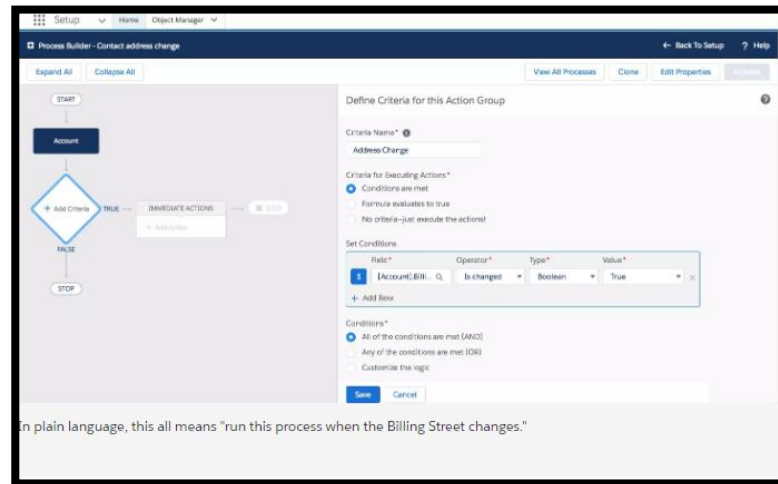 Setup Home Object Manager
Process Builder - Contact address change Back To Setup ? Help
Expand All Collapse All View All Processes Clone Edit Properties Activate
START
Account
+ Add Criteria TRUE IMMEDIATE ACTIONS STOP
+ Add Action
FALSE
STOP
Define Criteria for this Action Group
Criteria Name*
Address Change
Criteria for Executing Actions*
Conditions are met
Formula evaluates to true
No criteria—just execute the actions!
Set Conditions
Field* Operator* Type* Value*
1 [Account].Billi... Is changed Boolean True
+ Add Row
Conditions*
All of the conditions are met (AND)
Any of the conditions are met (OR)
Customize the logic
Save Cancel
In plain language, this all means "run this process when the Billing Street changes."